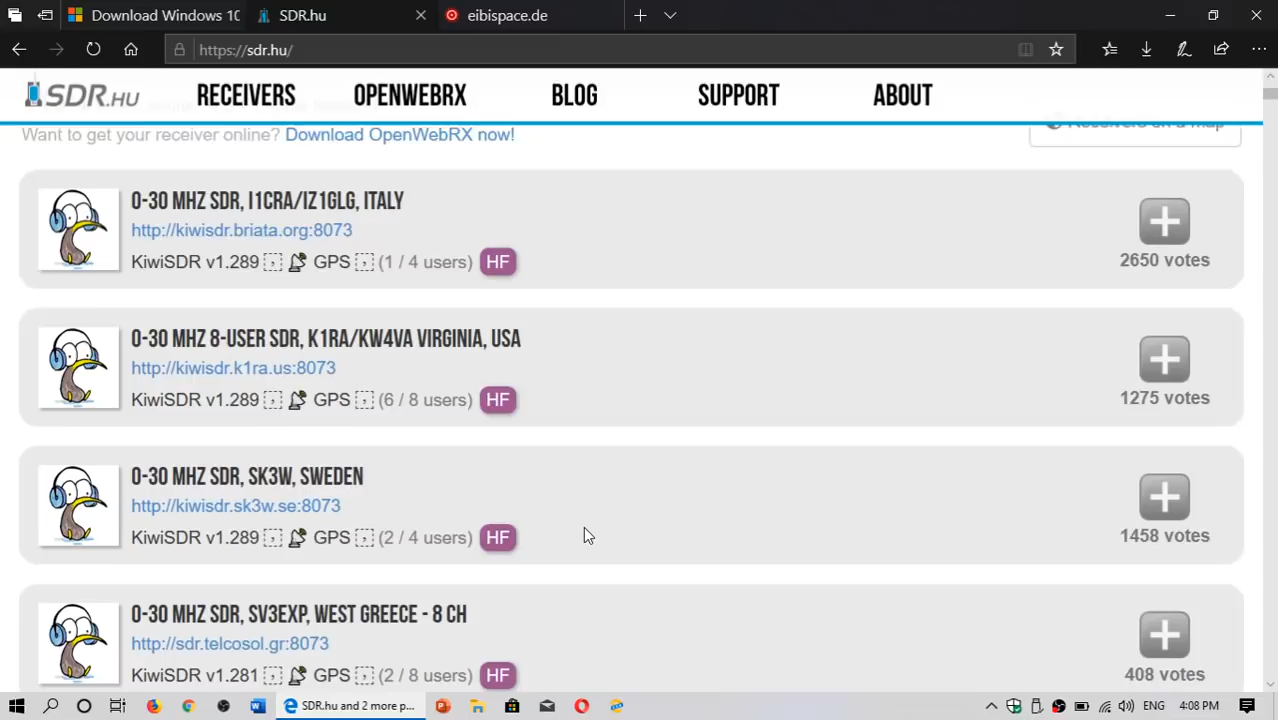 Download Windows 10
SDR.hu
eibispace.de
https://sdr.hu/
SDR.HU
RECEIVERS
OPENWEBRX
BLOG
SUPPORT
ABOUT
Want to get your receiver online? Download OpenWebRX now!
Receivers on a map
0-30 MHZ SDR, I1CRA/IZ1GLG, ITALY
http://kiwisdr.briata.org:8073
KiwiSDR v1.289 , GPS , (1 / 4 users) HF
2650 votes
0-30 MHZ 8-USER SDR, K1RA/KW4VA VIRGINIA, USA
http://kiwisdr.k1ra.us:8073
KiwiSDR v1.289 , GPS , (6 / 8 users) HF
1275 votes
0-30 MHZ SDR, SK3W, SWEDEN
http://kiwisdr.sk3w.se:8073
KiwiSDR v1.289 , GPS , (2 / 4 users) HF
1458 votes
0-30 MHZ SDR, SV3EXP, WEST GREECE - 8 CH
http://sdr.telcosol.gr:8073
KiwiSDR v1.281 , GPS , (2 / 8 users) HF
408 votes
SDR.hu and 2 more p...
ENG
4:08 PM